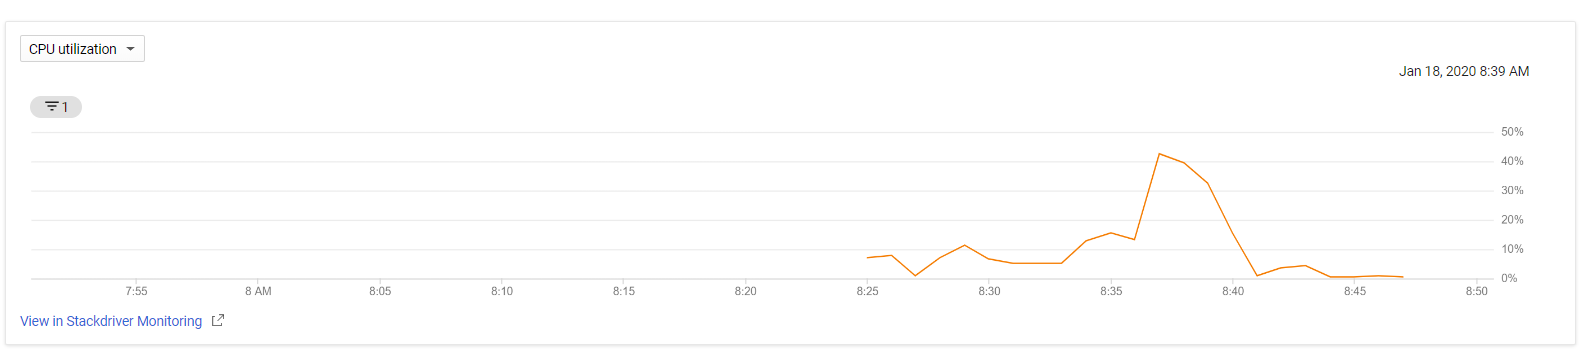 CPU utilization
Jan 18, 2020 8:39 AM
1
50%
40%
30%
20%
10%
0%
7:55 8 AM 8:05 8:10 8:15 8:20 8:25 8:30 8:35 8:40 8:45 8:50
View in Stackdriver Monitoring